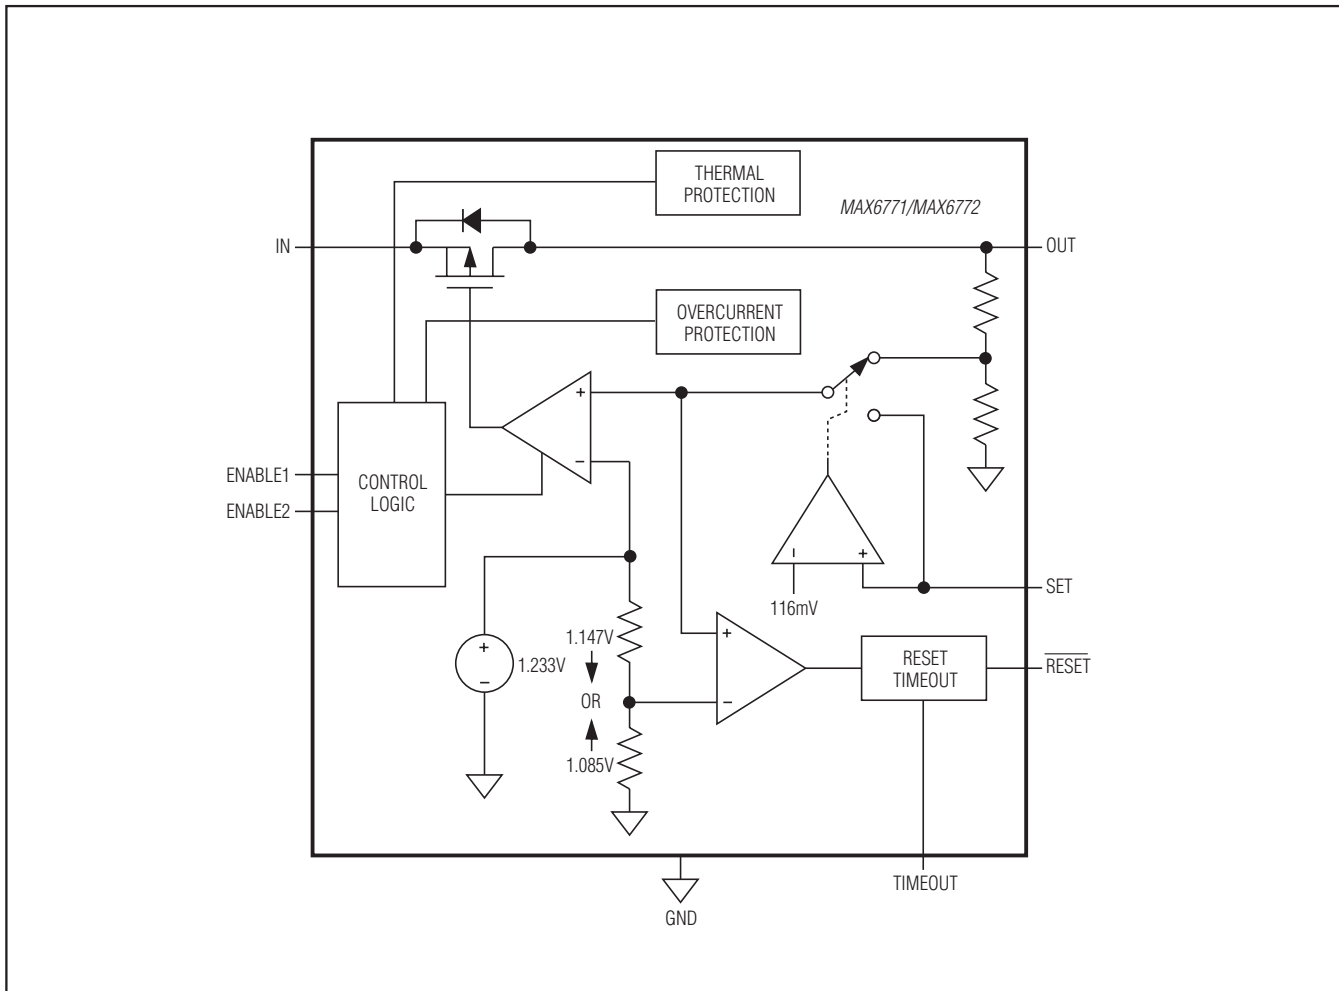 THERMAL
PROTECTION
MAX6771/MAX6772
IN
OUT
OVERCURRENT
PROTECTION
+
−
ENABLE1
ENABLE2
CONTROL
LOGIC
−
+
116mV
SET
1.147V
+
−
1.233V
OR
1.085V
+
−
RESET
TIMEOUT
RESET
TIMEOUT
GND